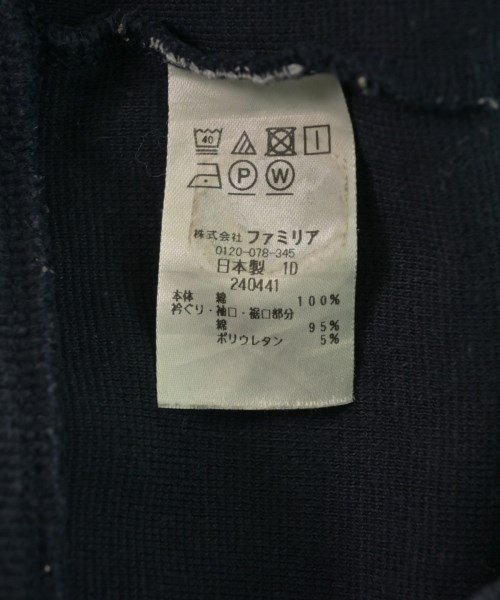 40
P W
株式会社 ファミリア
0120-078-345
日本製 1D
240441
本体 綿 100%
衿ぐり・袖口・裾口部分
綿 95%
ポリウレタン 5%